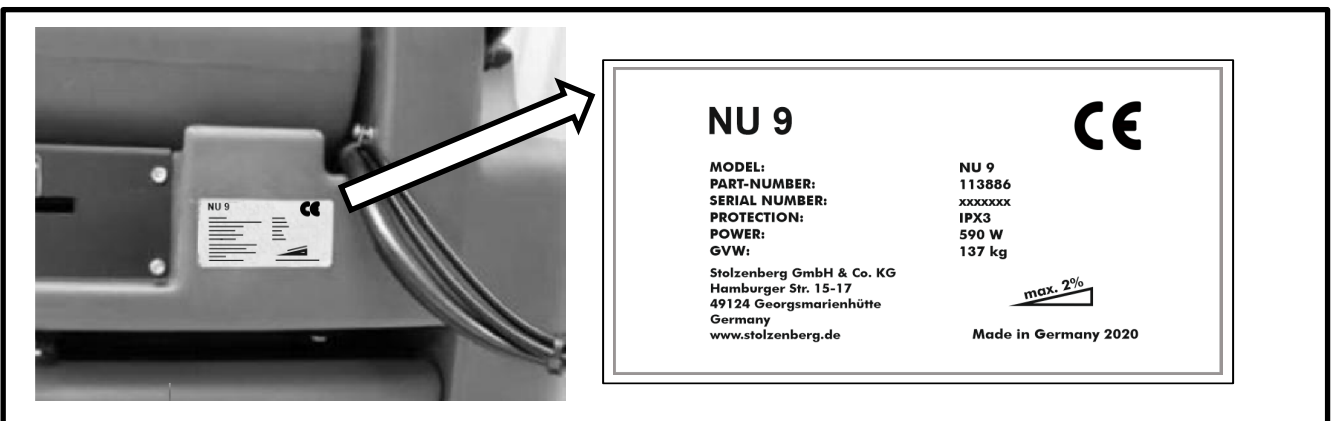 NU 9
CE
NU 9
CE
MODEL: NU 9
PART-NUMBER: 113886
SERIAL NUMBER: xxxxxxx
PROTECTION: IPX3
POWER: 590 W
GVW: 137 kg
Stolzenberg GmbH & Co. KG
Hamburger Str. 15-17
49124 Georgsmarienhütte
Germany
www.stolzenberg.de
max. 2%
Made in Germany 2020